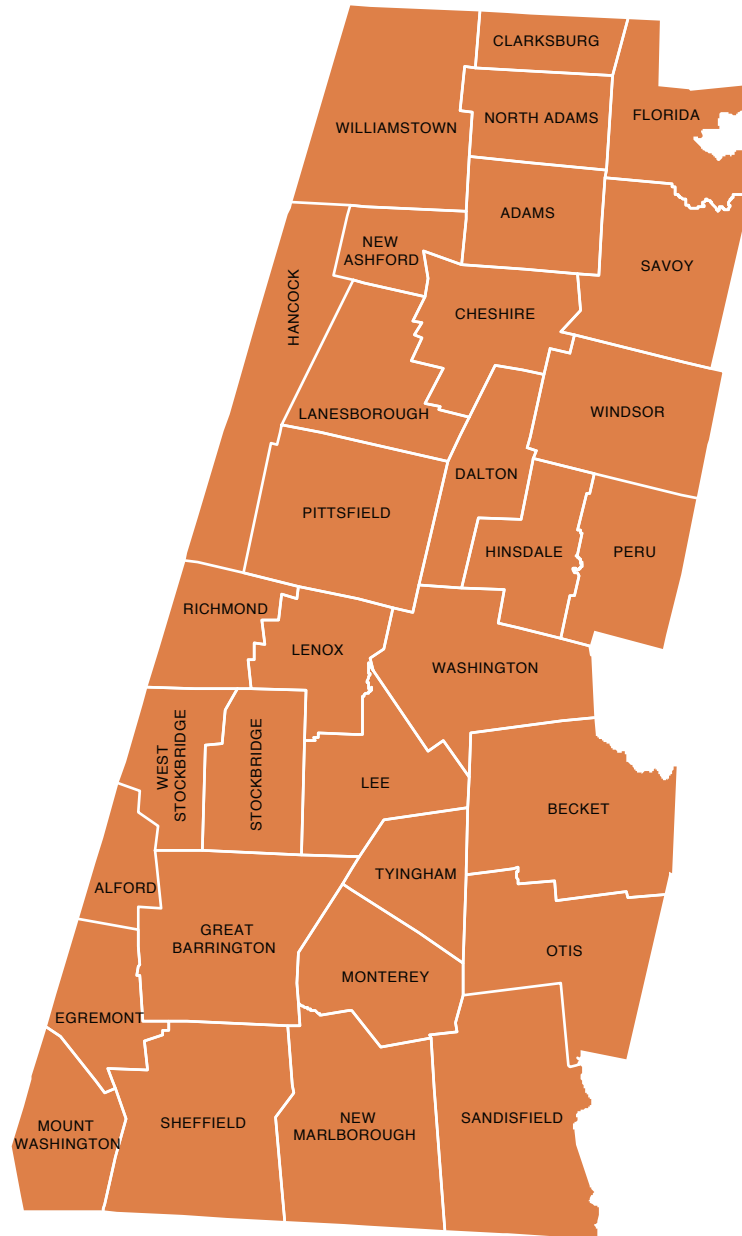 CLARKSBURG
WILLIAMSTOWN
NORTH ADAMS
FLORIDA
ADAMS
NEW
ASHFORD
SAVOY
HANCOCK
CHESHIRE
LANESBOROUGH
WINDSOR
DALTON
PITTSFIELD
HINSDALE
PERU
RICHMOND
LENOX
WASHINGTON
WEST
STOCKBRIDGE
STOCKBRIDGE
LEE
BECKET
TYINGHAM
ALFORD
GREAT
BARRINGTON
OTIS
MONTEREY
EGREMONT
MOUNT
WASHINGTON
SHEFFIELD
NEW
MARLBOROUGH
SANDISFIELD